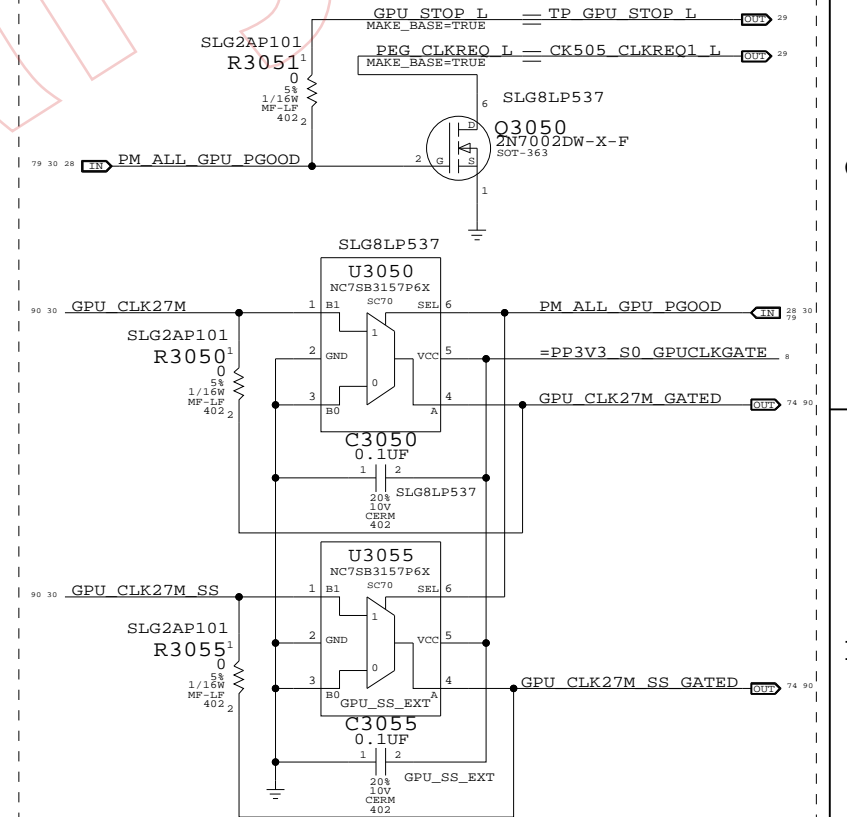 GPU_STOP_L
TP_GPU_STOP_L
OUT
29
MAKE_BASE=TRUE
SLG2AP101
R3051
1
0
5%
1/16W
MF-LF
402
2
PEG_CLKREQ_L
CK505_CLKREQ1_L
OUT
29
MAKE_BASE=TRUE
6
SLG8LP537
D
Q3050
2N7002DW-X-F
SOT-363
79 30 28
IN
PM_ALL_GPU_PGOOD
2
G
S
1
SLG8LP537
U3050
NC7SB3157P6X
SC70
90 30
GPU_CLK27M
1
B1
SEL
6
PM_ALL_GPU_PGOOD
IN
28 30
79
1
SLG2AP101
R3050
1
0
5%
1/16W
MF-LF
402
2
2
GND
VCC
5
=PP3V3_S0_GPUCLKGATE
8
0
3
B0
A
4
GPU_CLK27M_GATED
OUT
74 90
C3050
0.1UF
1
2
20%
10V
CERM
402
SLG8LP537
U3055
NC7SB3157P6X
SC70
90 30
GPU_CLK27M_SS
1
B1
SEL
6
1
SLG2AP101
R3055
1
0
5%
1/16W
MF-LF
402
2
2
GND
VCC
5
0
3
B0
A
4
GPU_CLK27M_SS_GATED
OUT
74 90
GPU_SS_EXT
C3055
0.1UF
1
2
20%
10V
CERM
402
GPU_SS_EXT